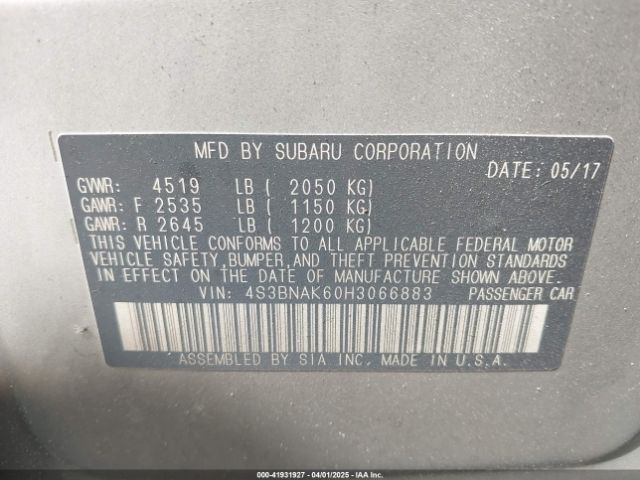 MFD BY SUBARU CORPORATION
DATE: 05/17
GVWR: 4519 LB ( 2050 KG)
GAWR: F 2535 LB ( 1150 KG)
GAWR: R 2645 LB ( 1200 KG)
THIS VEHICLE CONFORMS TO ALL APPLICABLE FEDERAL MOTOR
VEHICLE SAFETY, BUMPER, AND THEFT PREVENTION STANDARDS
IN EFFECT ON THE DATE OF MANUFACTURE SHOWN ABOVE.
VIN: 4S3BNAK60H3066883 PASSENGER CAR
ASSEMBLED BY SIA INC. MADE IN U.S.A.
000-41931927 04/01/2025 - IAAI, Inc.